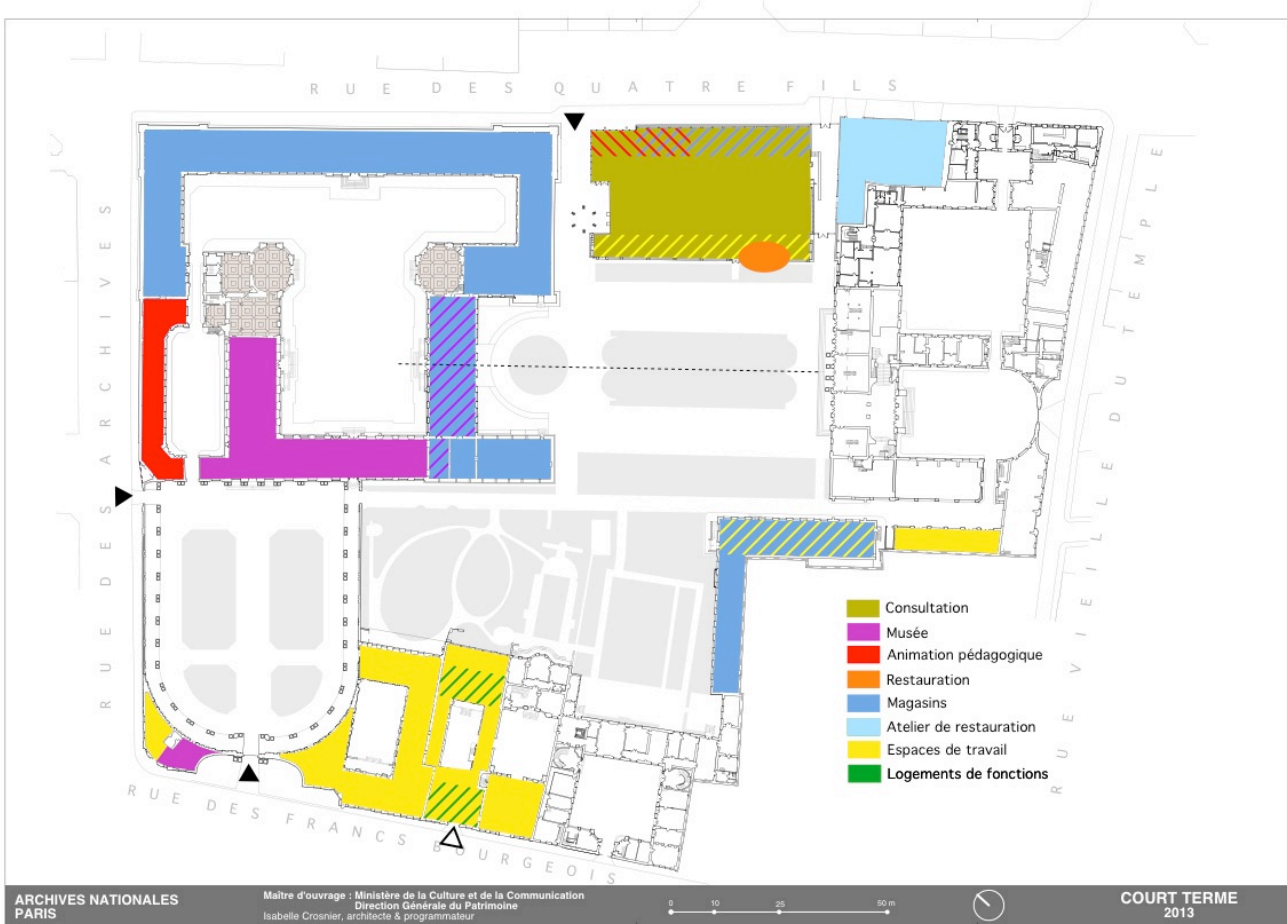 RUE DES QUATRE FILS
RUE DES ARCHIVES
RUE VIEILLE DU TEMPLE
RUE DES FRANCS BOURGEOIS
Consultation
Musée
Animation pédagogique
Restauration
Magasins
Atelier de restauration
Espaces de travail
Logements de fonctions
ARCHIVES NATIONALES
PARIS
Maître d'ouvrage : Ministère de la Culture et de la Communication
Direction Générale du Patrimoine
Isabelle Crosnier, architecte & programmateur
0 10 25 50 m
COURT TERME
2013